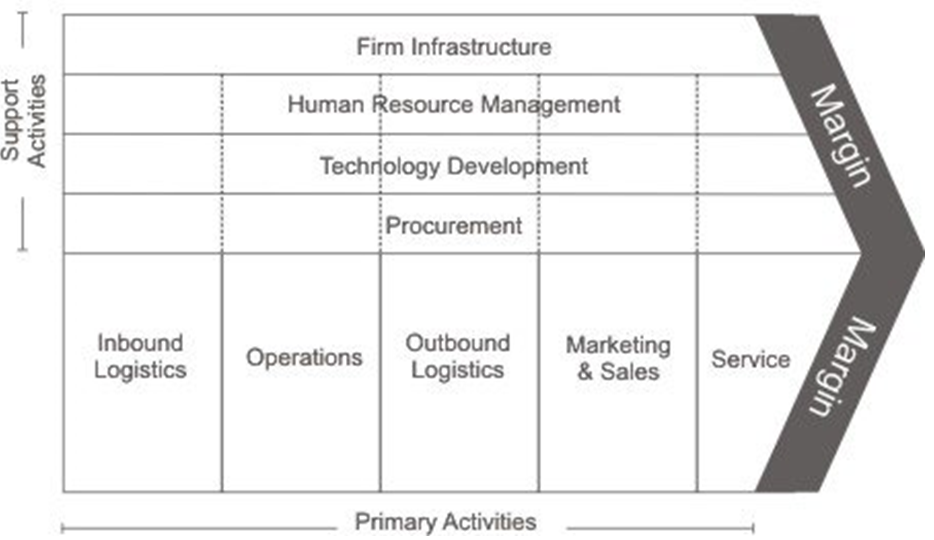 Support
Activities
Firm Infrastructure
Human Resource Management
Technology Development
Procurement
Margin
Inbound
Logistics
Operations
Outbound
Logistics
Marketing
& Sales
Service
Margin
Primary Activities